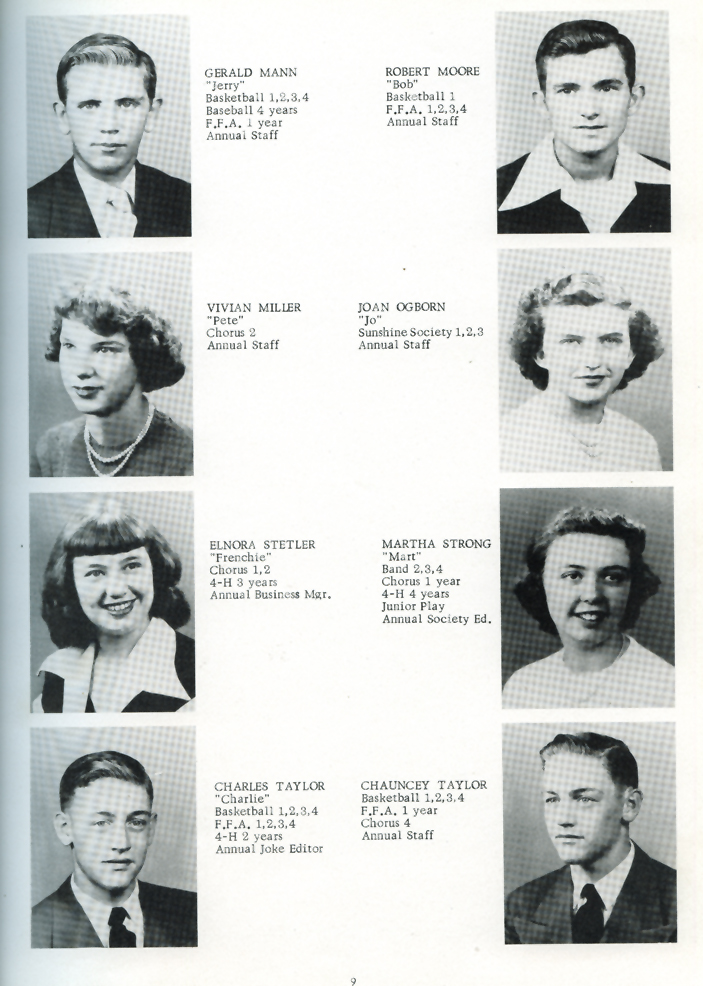 GERALD MANN
"Jerry"
Basketball 1,2,3,4
Baseball 4 years
F.F.A. 1 year
Annual Staff
ROBERT MOORE
"Bob"
Basketball 1
F.F.A. 1,2,3,4
Annual Staff
VIVIAN MILLER
"Pete"
Chorus 2
Annual Staff
JOAN OGBORN
"Jo"
Sunshine Society 1,2,3
Annual Staff
ELNORA STETLER
"Frenchie"
Chorus 1,2
4-H 3 years
Annual Business Mgr.
MARTHA STRONG
"Mart"
Band 2,3,4
Chorus 1 year
4-H 4 years
Junior Play
Annual Society Ed.
CHARLES TAYLOR
"Charlie"
Basketball 1,2,3,4
F.F.A. 1,2,3,4
4-H 2 years
Annual Joke Editor
CHAUNCEY TAYLOR
Basketball 1,2,3,4
F.F.A. 1 year
Chorus 4
Annual Staff
9